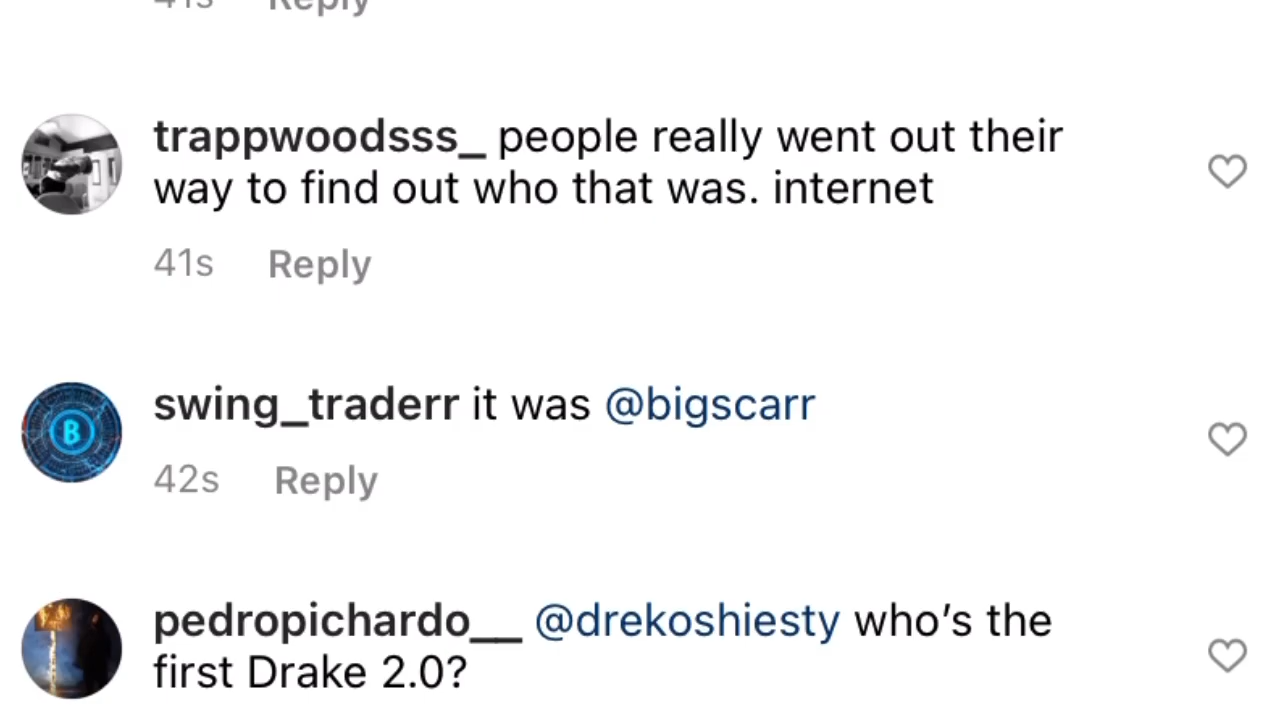 41s Reply
trappwoodsss_ people really went out their
way to find out who that was. internet
41s Reply
swing_traderr it was @bigscarr
42s Reply
pedropichardo__ @drekoshiesty who’s the
first Drake 2.0?